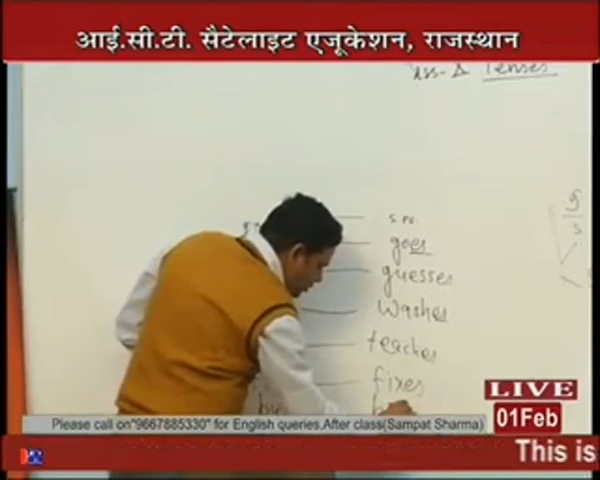 आई.सी.टी. सैटेलाइट एजूकेशन, राजस्थान
Tenses
goes
guesses
washes
teaches
fixes
LIVE
01Feb
Please call on"9667885330" for English queries,After class(Sampat Sharma)
This is